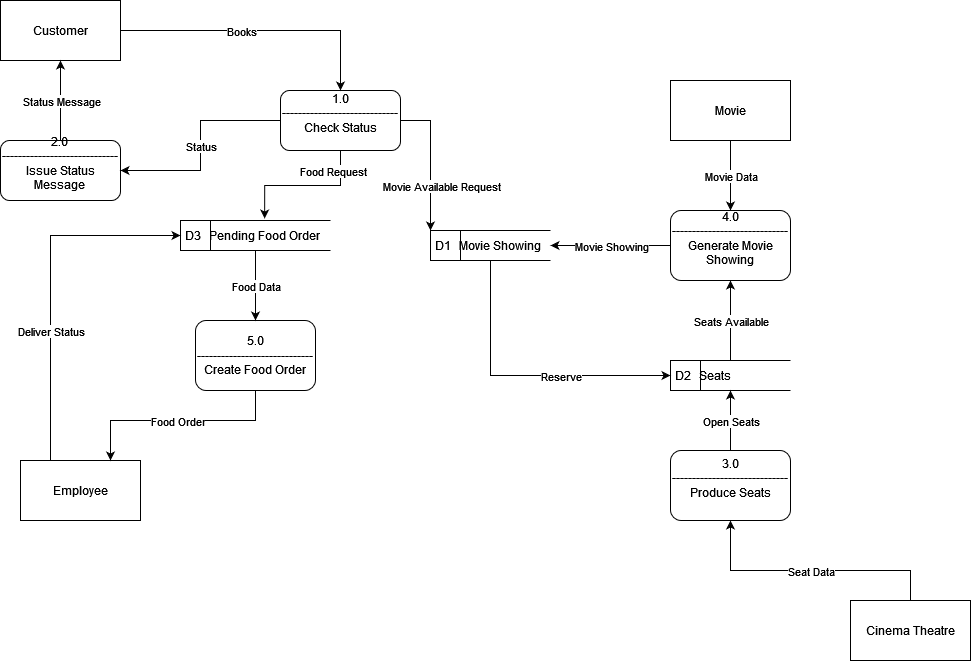 Customer
Books
Status Message
1.0
Check Status
Movie
2.0
Issue Status
Message
Status
Food Request
Movie Data
Movie Available Request
4.0
Generate Movie
Showing
D3 Pending Food Order
D1 Movie Showing
Movie Showing
Food Data
Deliver Status
Seats Available
5.0
Create Food Order
Reserve
D2 Seats
Food Order
Open Seats
3.0
Produce Seats
Employee
Seat Data
Cinema Theatre